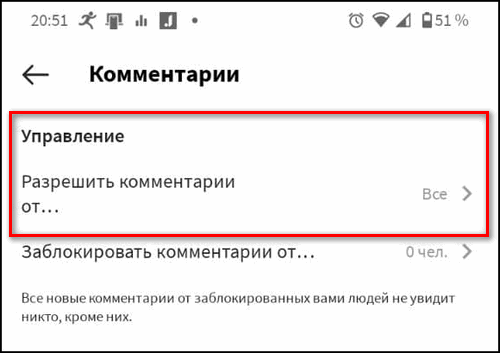 20:51 51 %
Комментарии
Управление
Разрешить комментарии
от... Все
Заблокировать комментарии от... 0 чел.
Все новые комментарии от заблокированных вами людей не увидит
никто, кроме них.